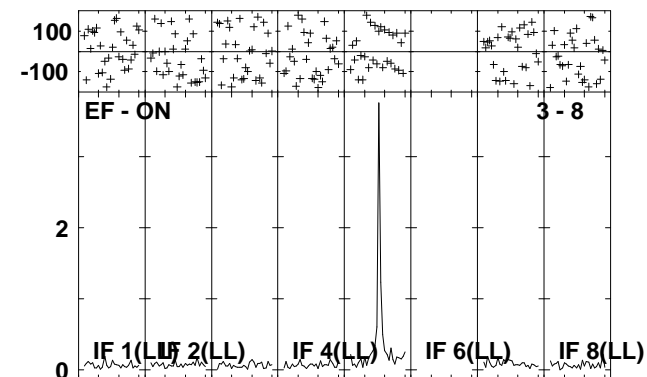 100
-100
EF - ON 3 - 8
2
IF 1(LL) IF 2(LL) IF 4(LL) IF 6(LL) IF 8(LL)
0